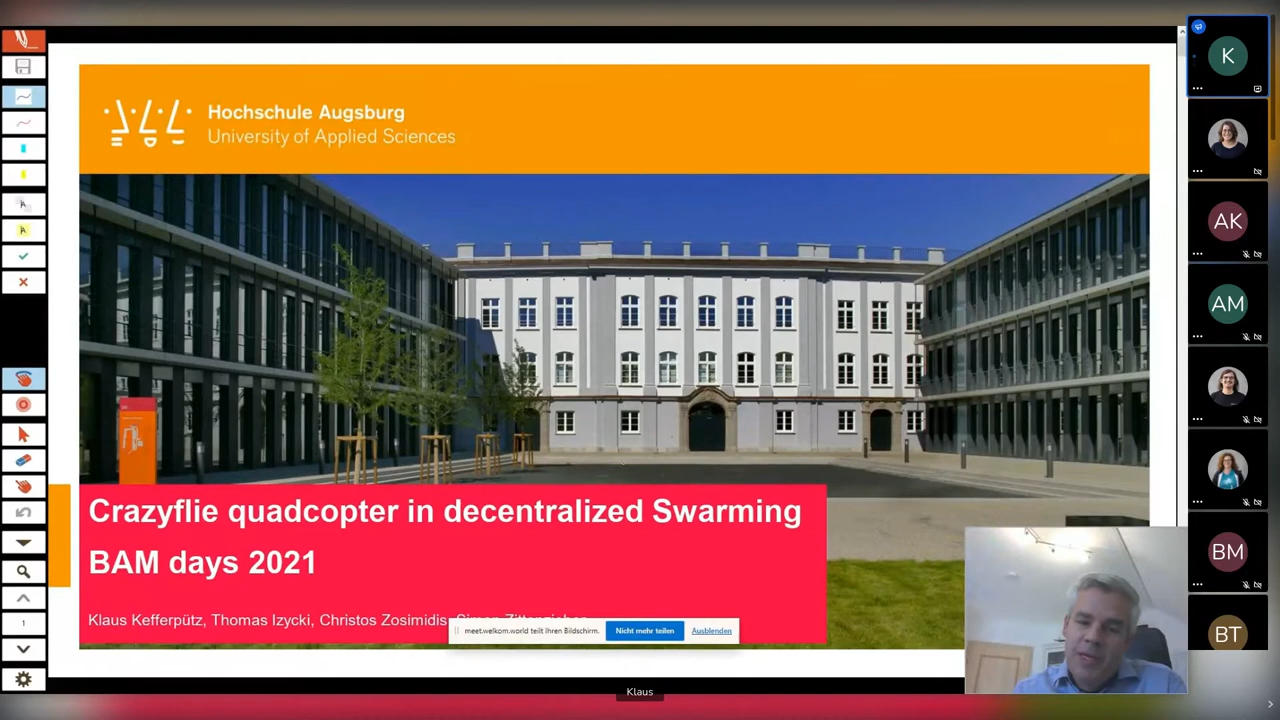 Hochschule Augsburg
University of Applied Sciences
Crazyflie quadcopter in decentralized Swarming
BAM days 2021
Klaus Kefferpütz, Thomas Izycki, Christos Zosimidis,
meet.welkom.world teilt Ihren Bildschirm.
Nicht mehr teilen
Ausblenden
Klaus
1
K
AK
AM
BM
BT